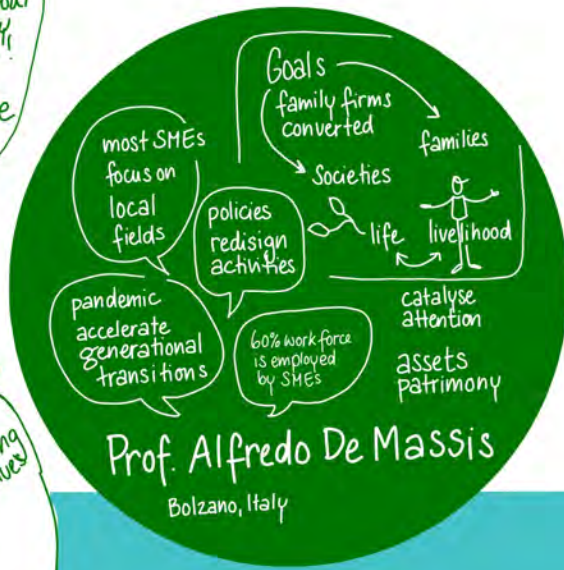 Goals
family firms
converted
families
Societies
life
livelihood
most SMEs
focus on
local
fields
policies
redisign
activities
pandemic
accelerate
generational
transitions
60% work force
is employed
by SMEs
catalyse
attention
assets
patrimony
Prof. Alfredo De Massis
Bolzano, Italy